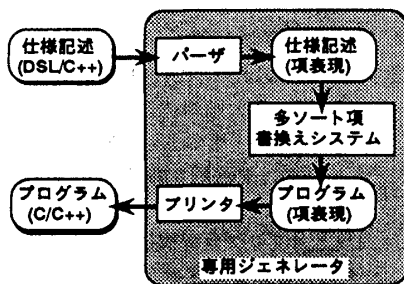 仕様記述
(DSL/C++)
パーザ
仕様記述
(項表現)
多ソート項
書換えシステム
プログラム
(C/C++)
プリンタ
プログラム
(項表現)
専用ジェネレータ